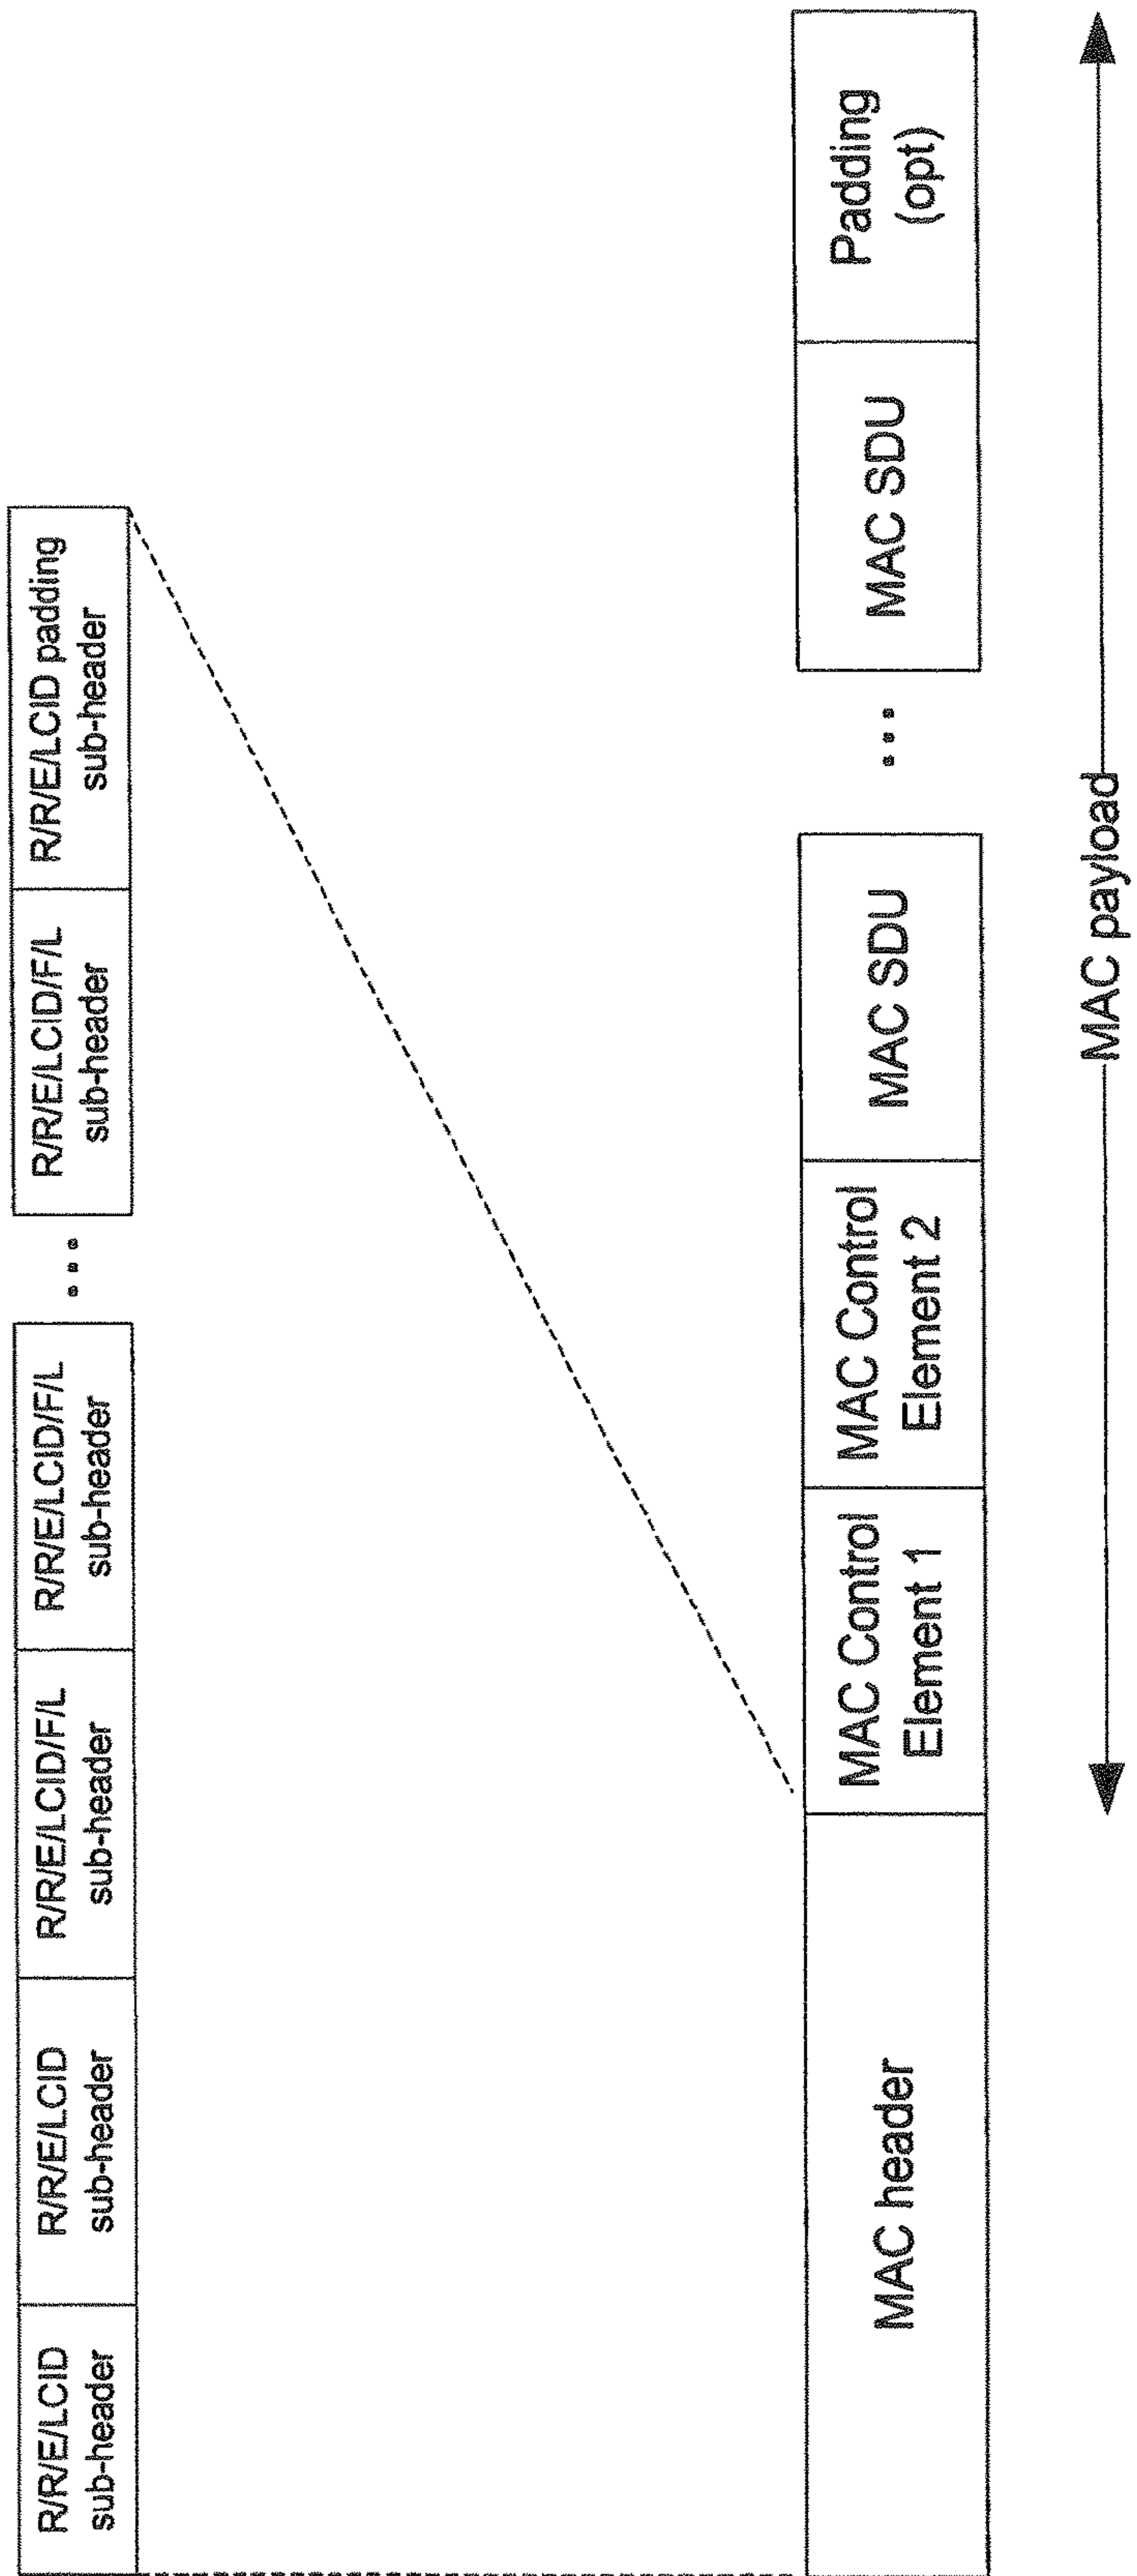 R/R/E/LCID
sub-header
R/R/E/LCID
sub-header
R/R/E/LCID/F/L
sub-header
R/R/E/LCID/F/L
sub-header
...
R/R/E/LCID/F/L
sub-header
R/R/E/LCID padding
sub-header
MAC header
MAC Control
Element 1
MAC Control
Element 2
MAC SDU
...
MAC SDU
Padding
(opt)
MAC payload